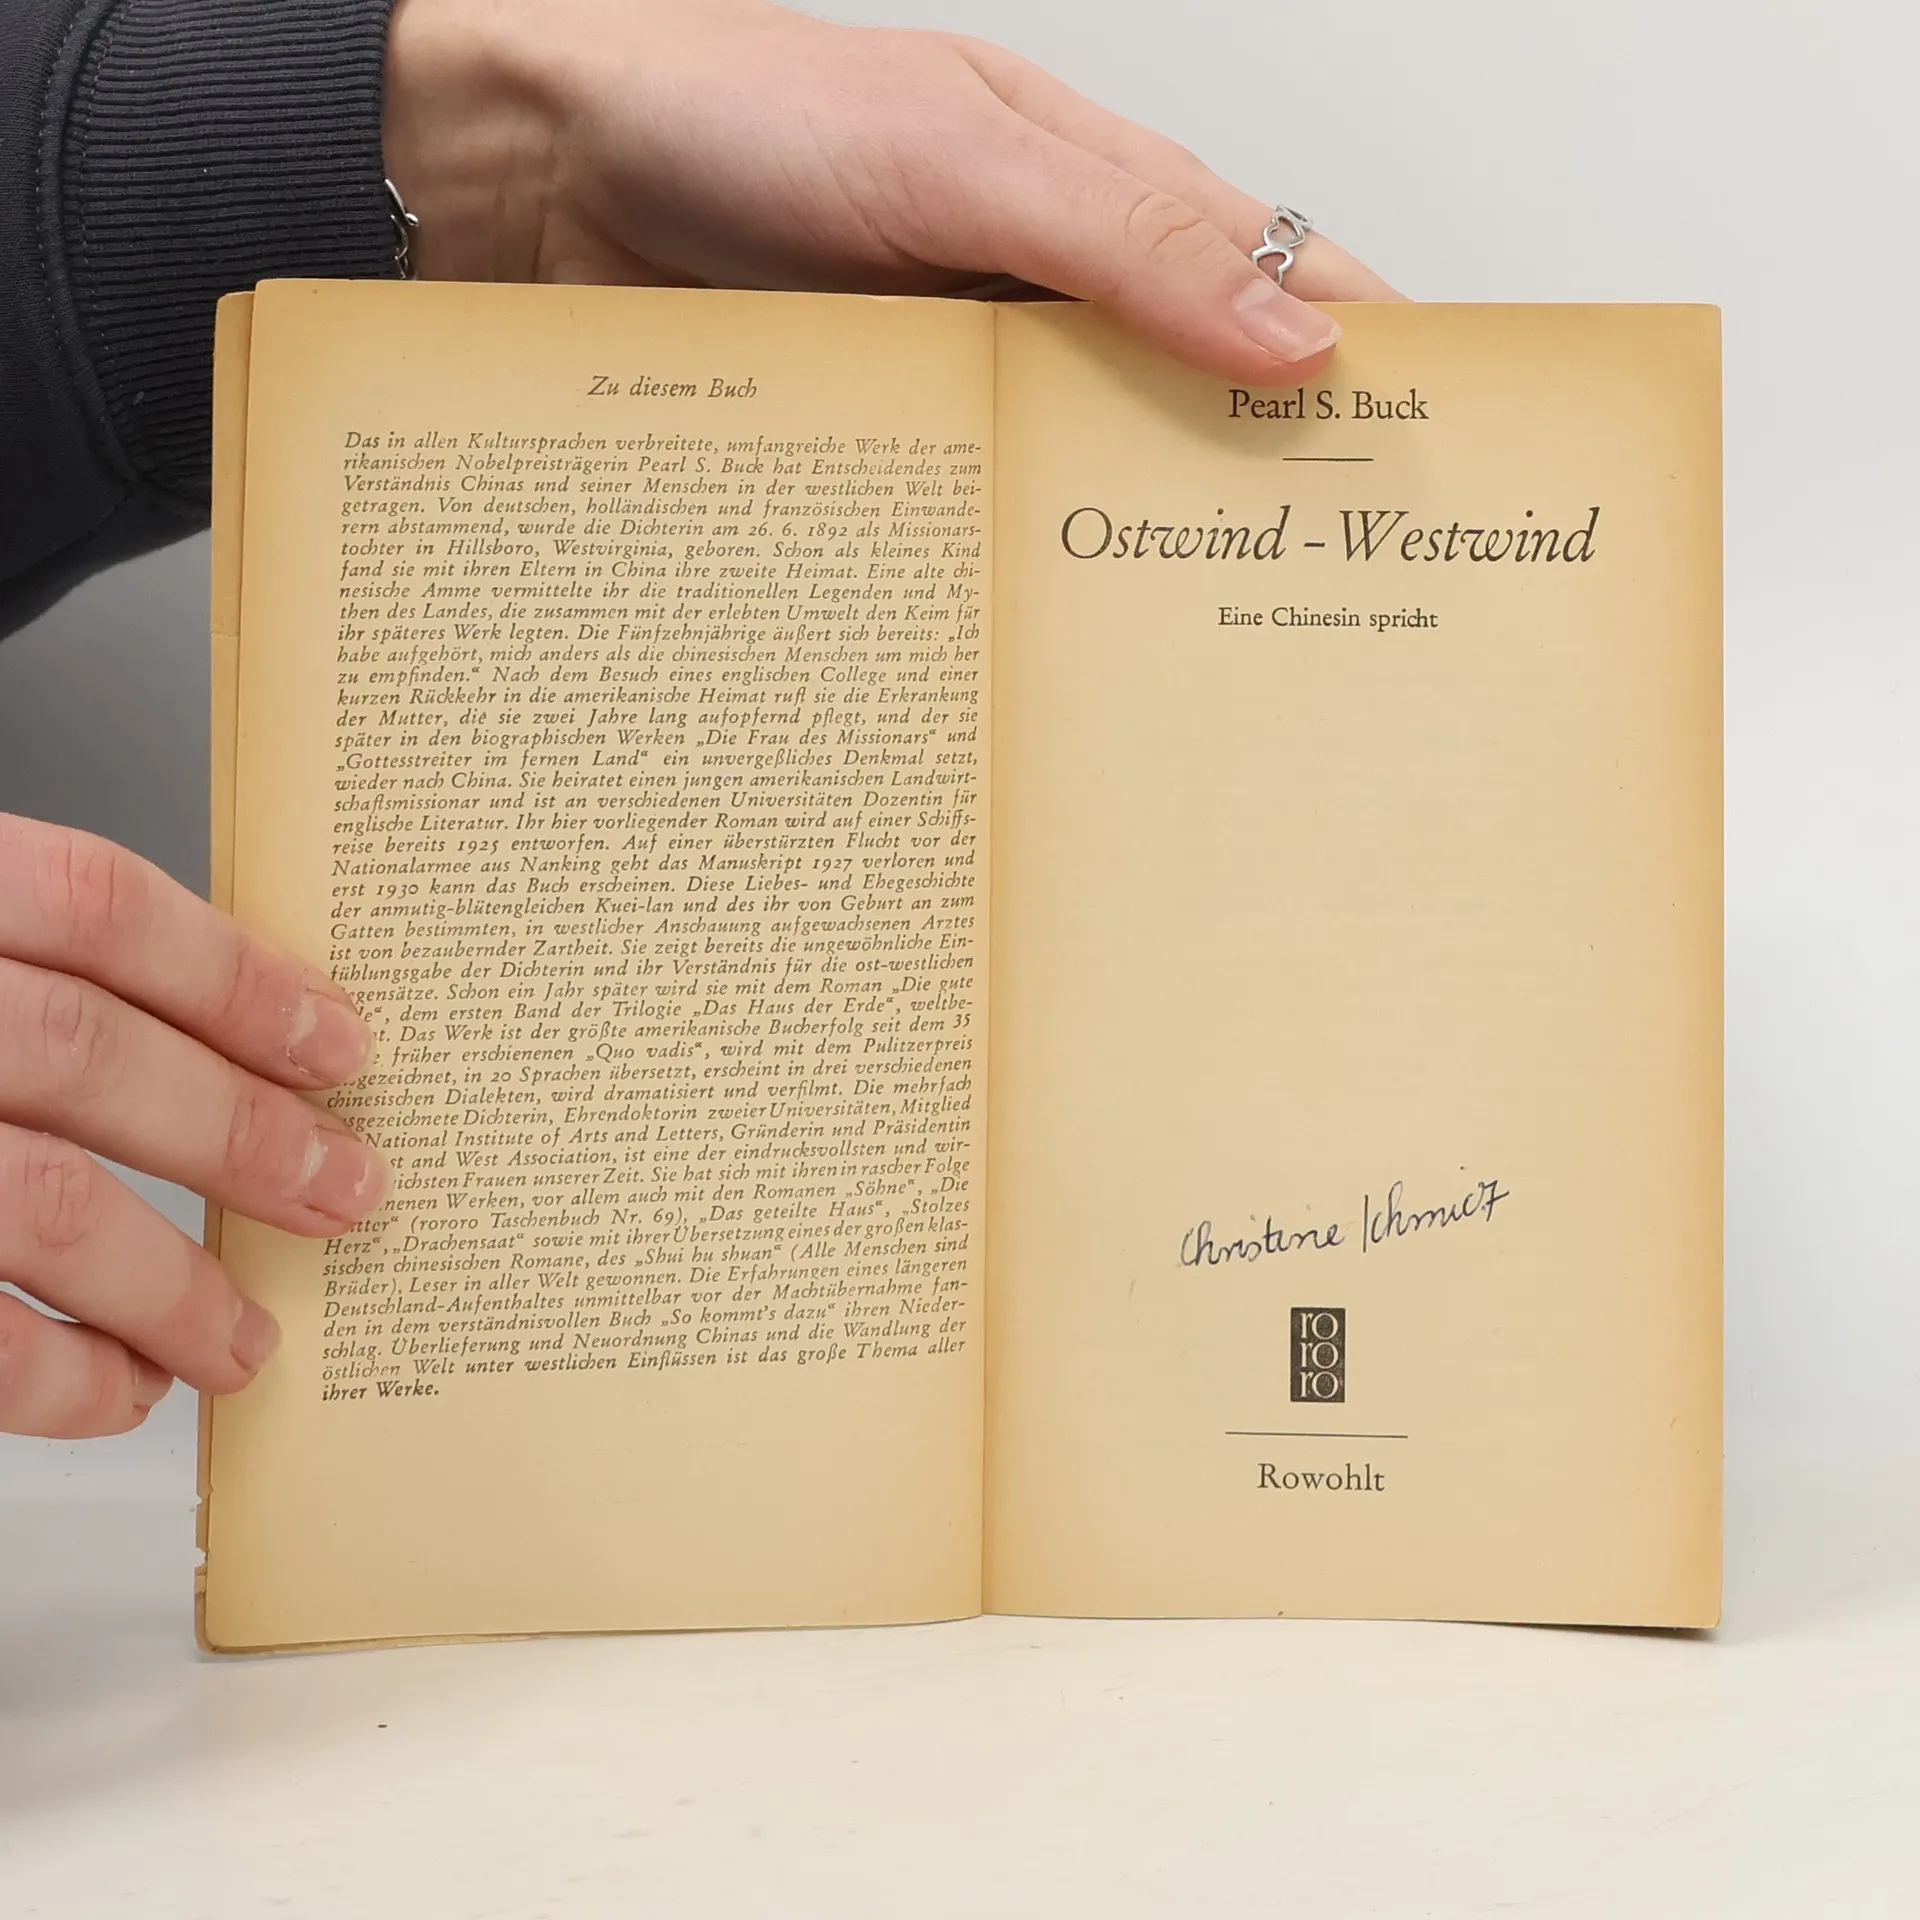 Zu diesem Buch
Das in allen Kultursprachen verbreitete, umfangreiche Werk der ame-
rikanischen Nobelpreisträgerin Pearl S. Buck hat Entscheidendes zum
Verständnis Chinas und seiner Menschen in der westlichen Welt bei-
getragen. Von deutschen, holländischen und französischen Einwande-
rern abstammend, wurde die Dichterin am 26. 6. 1892 als Missionars-
tochter in Hillsboro, Westvirginia, geboren. Schon als kleines Kind
fand sie mit ihren Eltern in China ihre zweite Heimat. Eine alte chi-
nesische Amme vermittelte ihr die traditionellen Legenden und My-
then des Landes, die zusammen mit der erlebten Umwelt den Keim für
ihr späteres Werk legten. Die Fünfzehnjährige äußert sich bereits: „Ich
habe aufgehört, mich anders als die chinesischen Menschen um mich her
zu empfinden.“ Nach dem Besuch eines englischen College und einer
kurzen Rückkehr in die amerikanische Heimat ruft sie die Erkrankung
der Mutter, die sie zwei Jahre lang aufopfernd pflegt, und der sie
später in den biographischen Werken „Die Frau des Missionars“ und
„Gottesstreiter im fernen Land“ ein unvergeßliches Denkmal setzt,
wieder nach China. Sie heiratet einen jungen amerikanischen Landwirt-
schaftsmissionar und ist an verschiedenen Universitäten Dozentin für
englische Literatur. Ihr hier vorliegender Roman wird auf einer Schiffs-
reise bereits 1925 entworfen. Auf einer überstürzten Flucht vor der
Nationalarmee aus Nanking geht das Manuskript 1927 verloren und
erst 1930 kann das Buch erscheinen. Diese Liebes- und Ehegeschichte
der anmutig-blütengleichen Kuei-lan und des ihr von Geburt an zum
Gatten bestimmten, in westlicher Anschauung aufgewachsenen Arztes
ist von bezaubernder Zartheit. Sie zeigt bereits die ungewöhnliche Ein-
fühlungsgabe der Dichterin und ihr Verständnis für die ost-westlichen
gensätze. Schon ein Jahr später wird sie mit dem Roman „Die gute
de“, dem ersten Band der Trilogie „Das Haus der Erde“, weltbe-
t. Das Werk ist der größte amerikanische Bucherfolg seit dem 35
früher erschienenen „Quo vadis“, wird mit dem Pulitzerpreis
sgezeichnet, in 20 Sprachen übersetzt, erscheint in drei verschiedenen
chinesischen Dialekten, wird dramatisiert und verfilmt. Die mehrfach
sgezeichnete Dichterin, Ehrendoktorin zweier Universitäten, Mitglied
National Institute of Arts and Letters, Gründerin und Präsidentin
st and West Association, ist eine der eindrucksvollsten und wir-
ichsten Frauen unserer Zeit. Sie hat sich mit ihren in rascher Folge
nenen Werken, vor allem auch mit den Romanen „Söhne“, „Die
tter“ (rororo Taschenbuch Nr. 69), „Das geteilte Haus“, „Stolzes
Herz“, „Drachensaat“ sowie mit ihrer Übersetzung eines der großen klas-
sischen chinesischen Romane, des „Shui hu shuan“ (Alle Menschen sind
Brüder), Leser in aller Welt gewonnen. Die Erfahrungen eines längeren
Deutschland-Aufenthaltes unmittelbar vor der Machtübernahme fan-
den in dem verständnisvollen Buch „So kommt's dazu“ ihren Nieder-
schlag. Überlieferung und Neuordnung Chinas und die Wandlung der
östlichen Welt unter westlichen Einflüssen ist das große Thema aller
ihrer Werke.
Pearl S. Buck
Ostwind – Westwind
Eine Chinesin spricht
Christine Schmidt
ro
ro
ro
Rowohlt